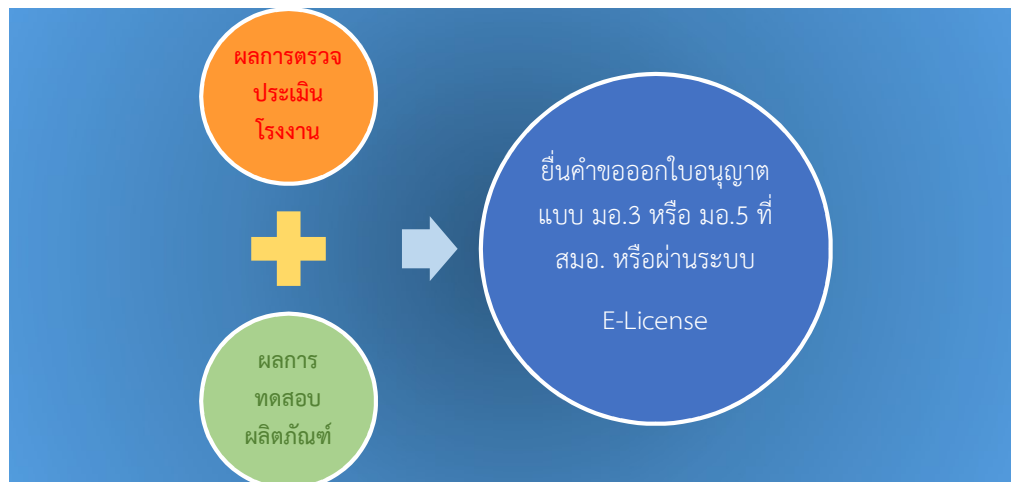 ผลการตรวจ
ประเมิน
โรงงาน
ผลการ
ทดสอบ
ผลิตภัณฑ์
ยื่นคำขอออกใบอนุญาต
แบบ มอ.3 หรือ มอ.5 ที่
สมอ. หรือผ่านระบบ
E-License